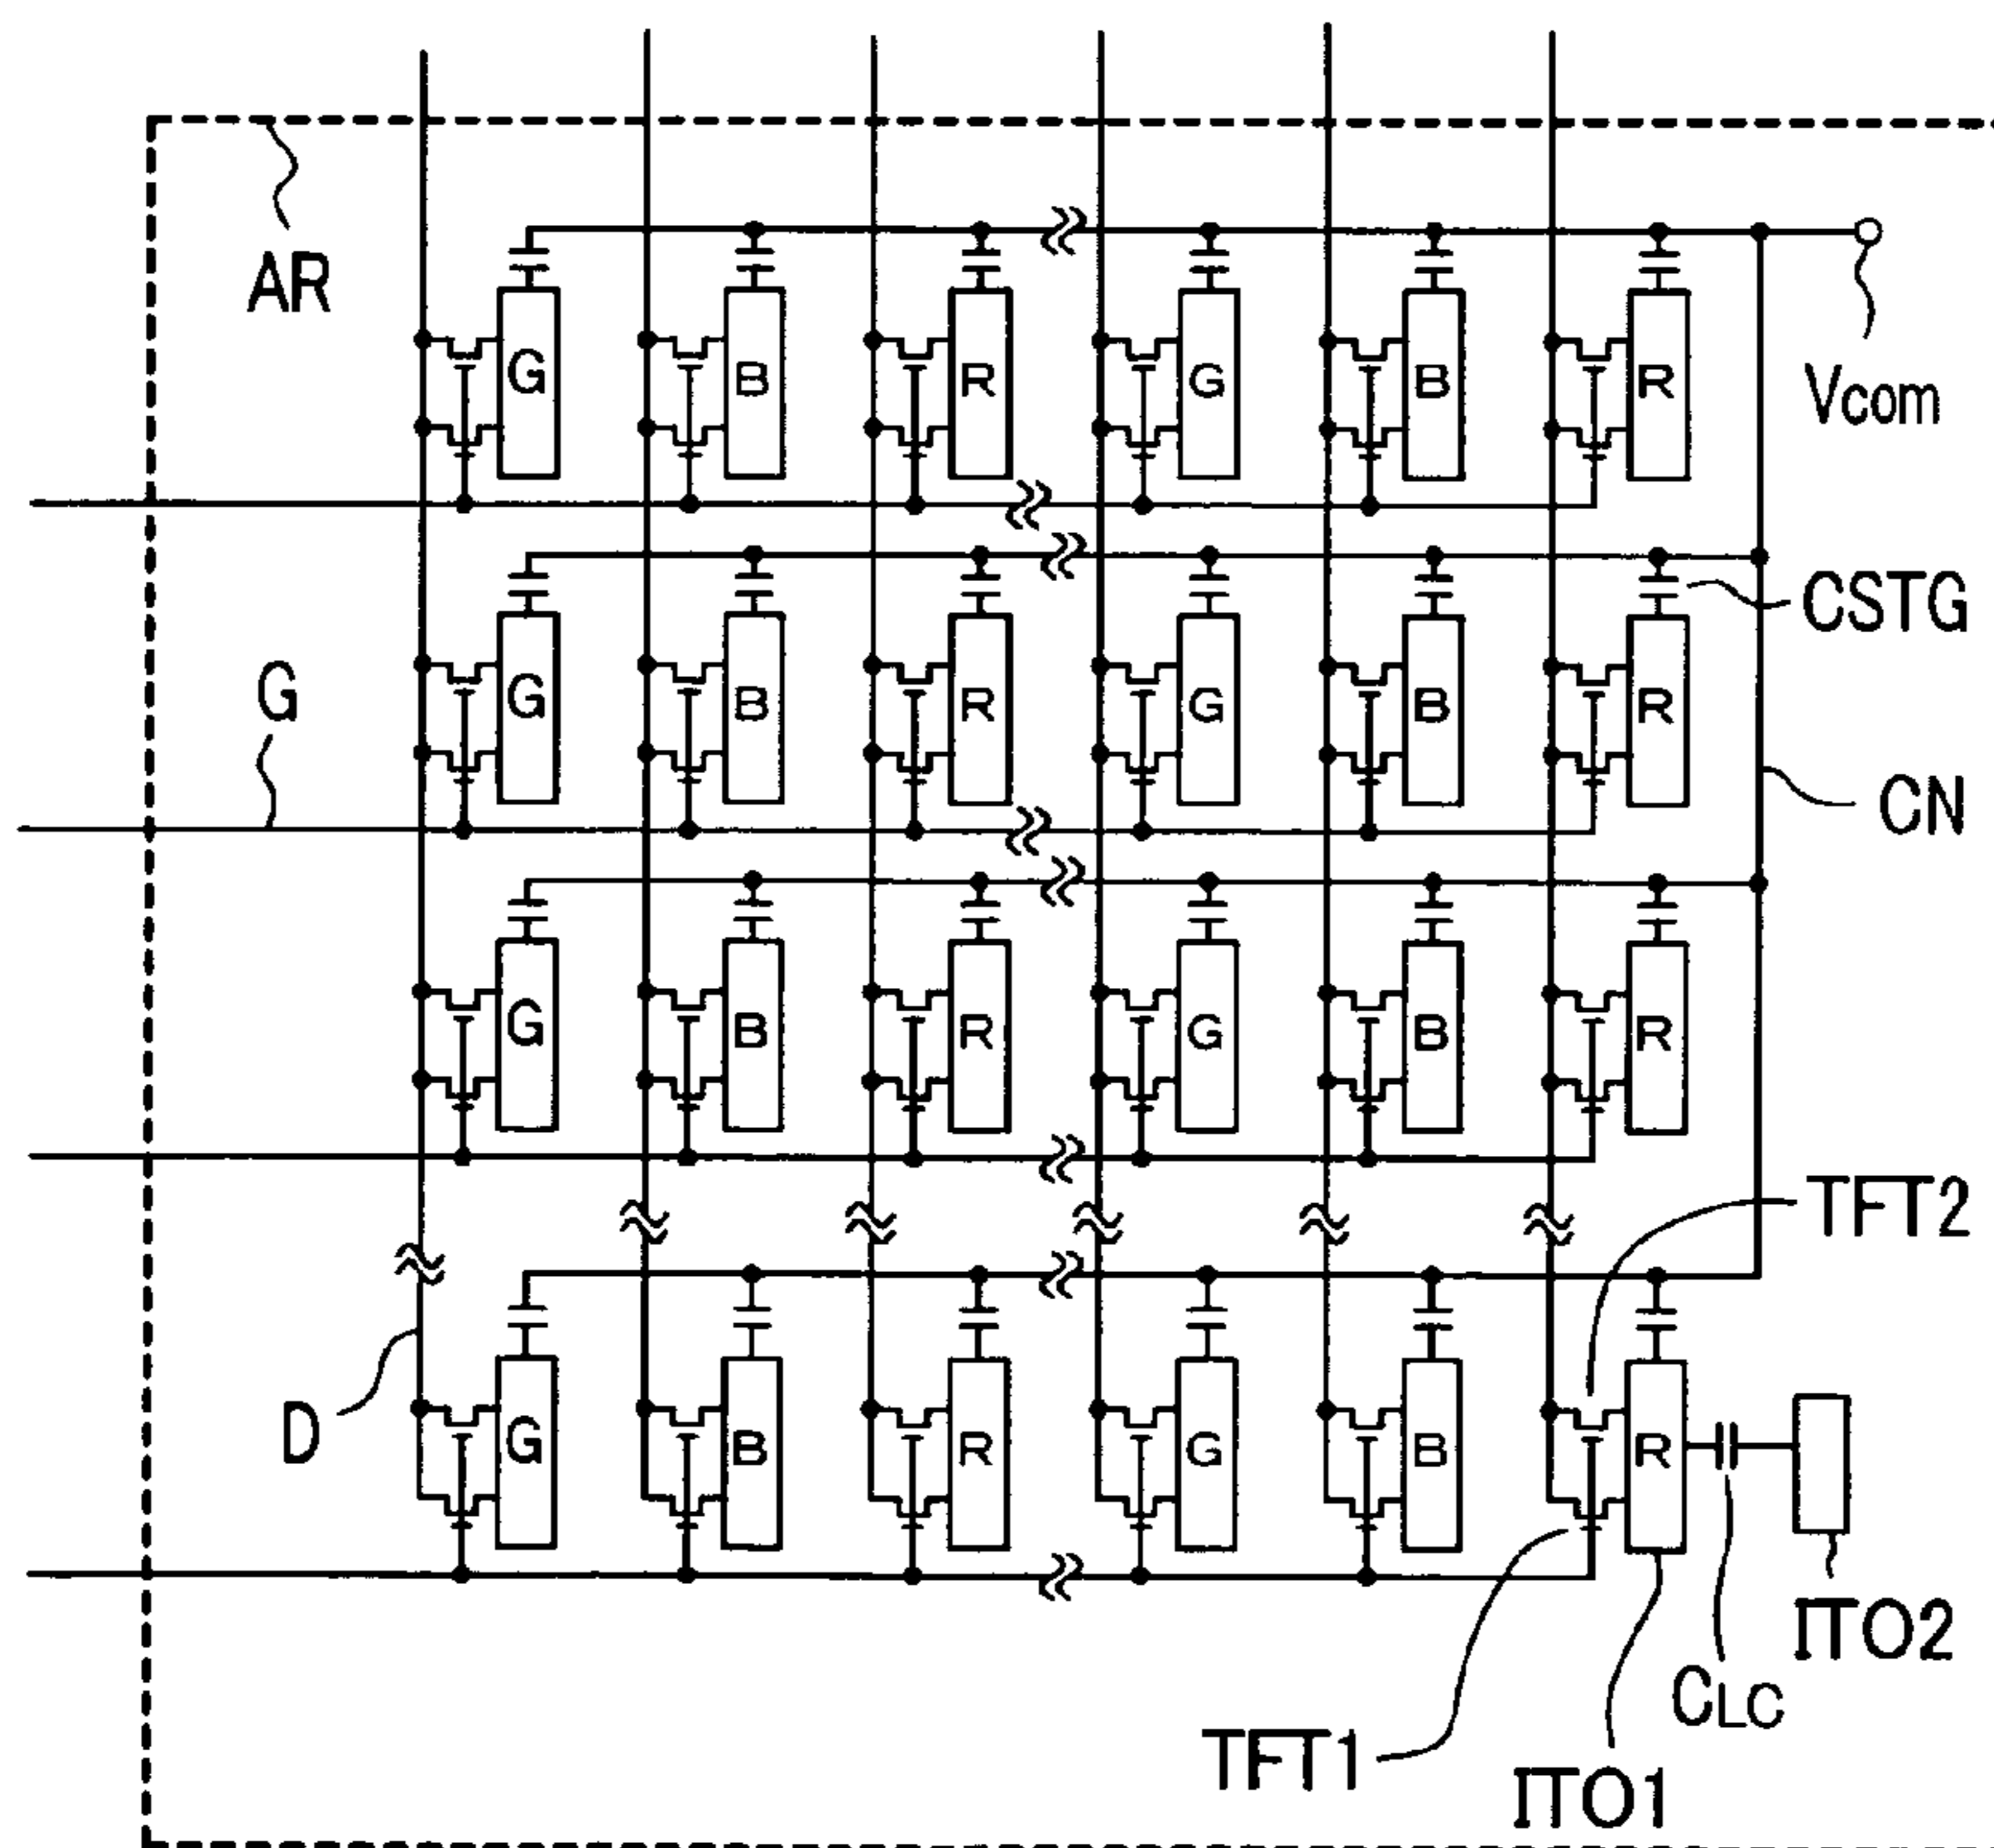 AR
Vcom
G B R G B R
CSTG
G
G B R G B R
CN
G B R G B R
TFT2
D
G B R G B R
ITO2
CLC
TFT1
ITO1